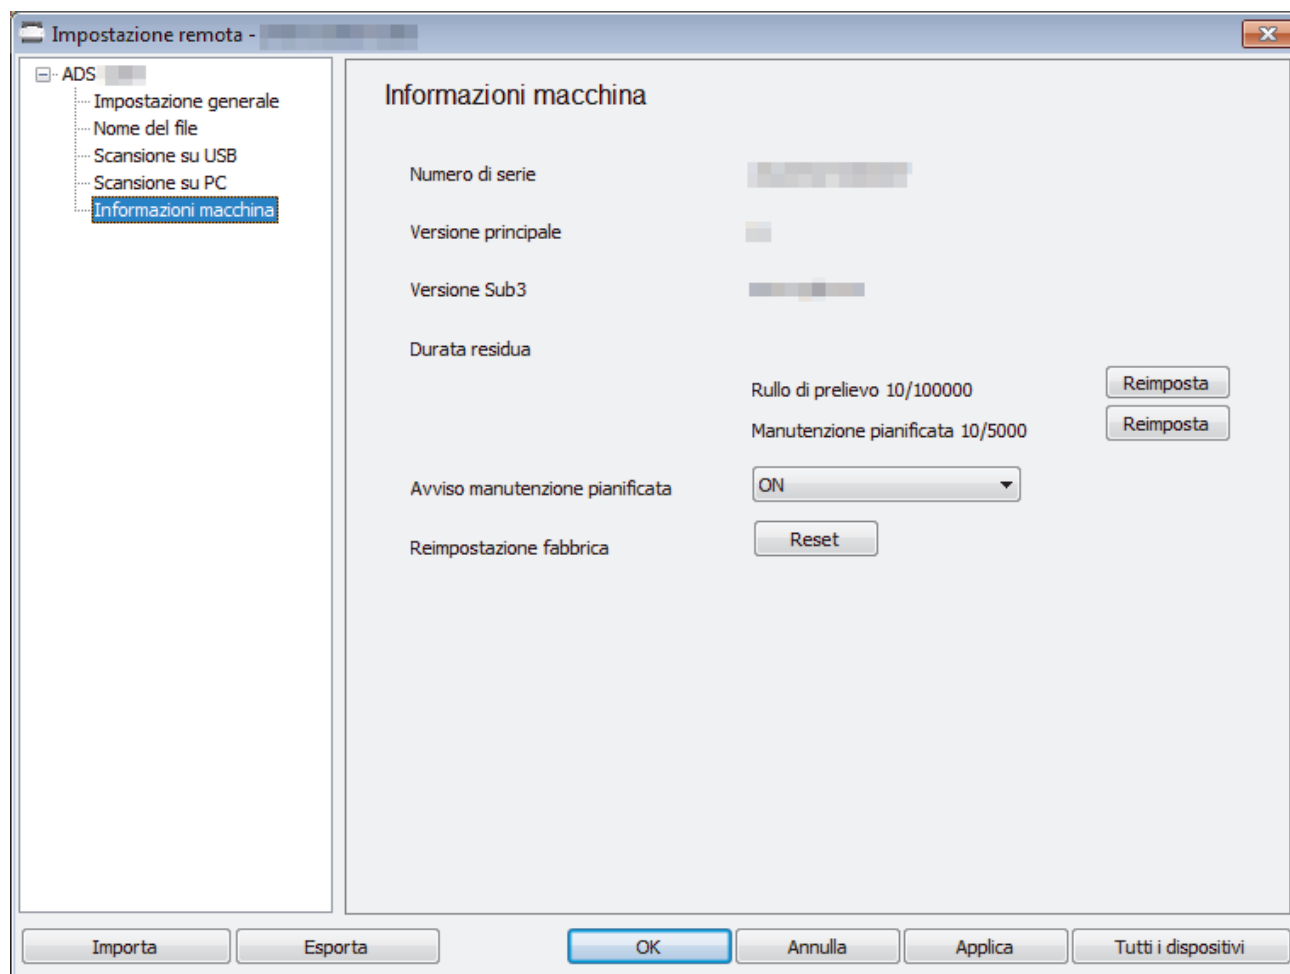 Impostazione remota -
ADS
Impostazione generale
Nome del file
Scansione su USB
Scansione su PC
Informazioni macchina
Informazioni macchina
Numero di serie
Versione principale
Versione Sub3
Durata residua
Rullo di prelievo 10/100000 Reimposta
Manutenzione pianificata 10/5000 Reimposta
Avviso manutenzione pianificata ON
Reimpostazione fabbrica Reset
Importa Esporta OK Annulla Applica Tutti i dispositivi